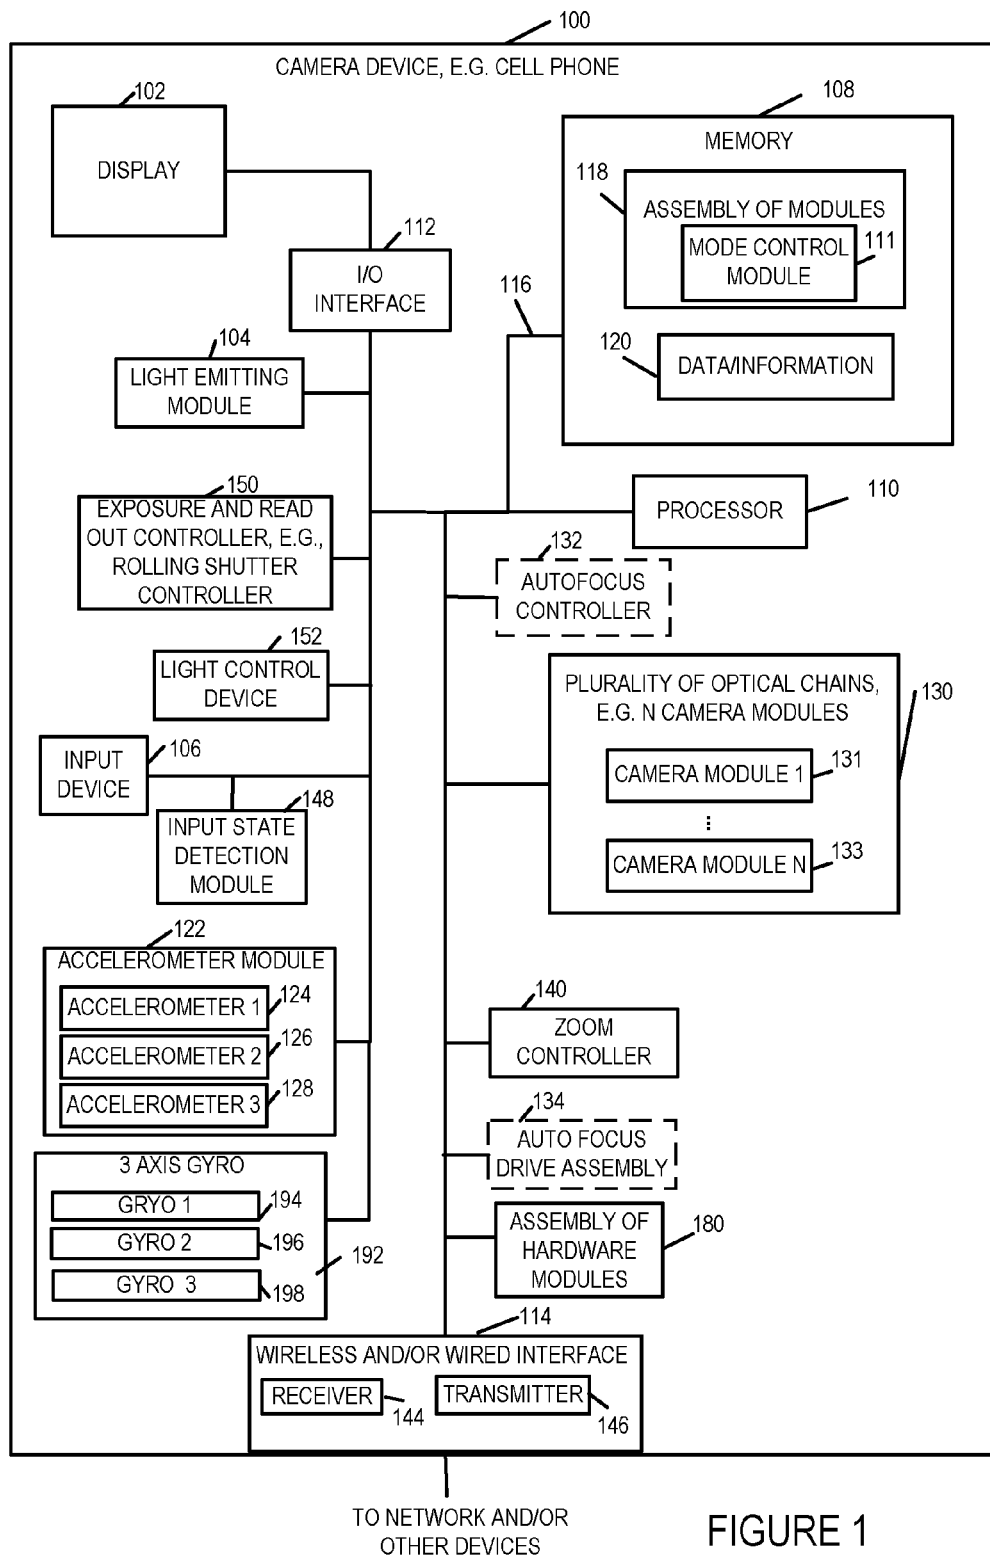 100
CAMERA DEVICE, E.G. CELL PHONE
102
DISPLAY
108
MEMORY
118
ASSEMBLY OF MODULES
MODE CONTROL
MODULE
111
120
DATA/INFORMATION
112
I/O
INTERFACE
116
104
LIGHT EMITTING
MODULE
150
EXPOSURE AND READ
OUT CONTROLLER, E.G.,
ROLLING SHUTTER
CONTROLLER
PROCESSOR
110
132
AUTOFOCUS
CONTROLLER
152
LIGHT CONTROL
DEVICE
PLURALITY OF OPTICAL CHAINS,
E.G. N CAMERA MODULES
130
CAMERA MODULE 1
131
⋮
CAMERA MODULE N
133
INPUT
DEVICE
106
148
INPUT STATE
DETECTION
MODULE
122
ACCELEROMETER MODULE
ACCELEROMETER 1
124
ACCELEROMETER 2
126
ACCELEROMETER 3
128
140
ZOOM
CONTROLLER
134
AUTO FOCUS
DRIVE ASSEMBLY
3 AXIS GYRO
GRYO 1
194
GYRO 2
196
192
GYRO 3
198
ASSEMBLY OF
HARDWARE
MODULES
180
114
WIRELESS AND/OR WIRED INTERFACE
RECEIVER
144
TRANSMITTER
146
TO NETWORK AND/OR
OTHER DEVICES
FIGURE 1